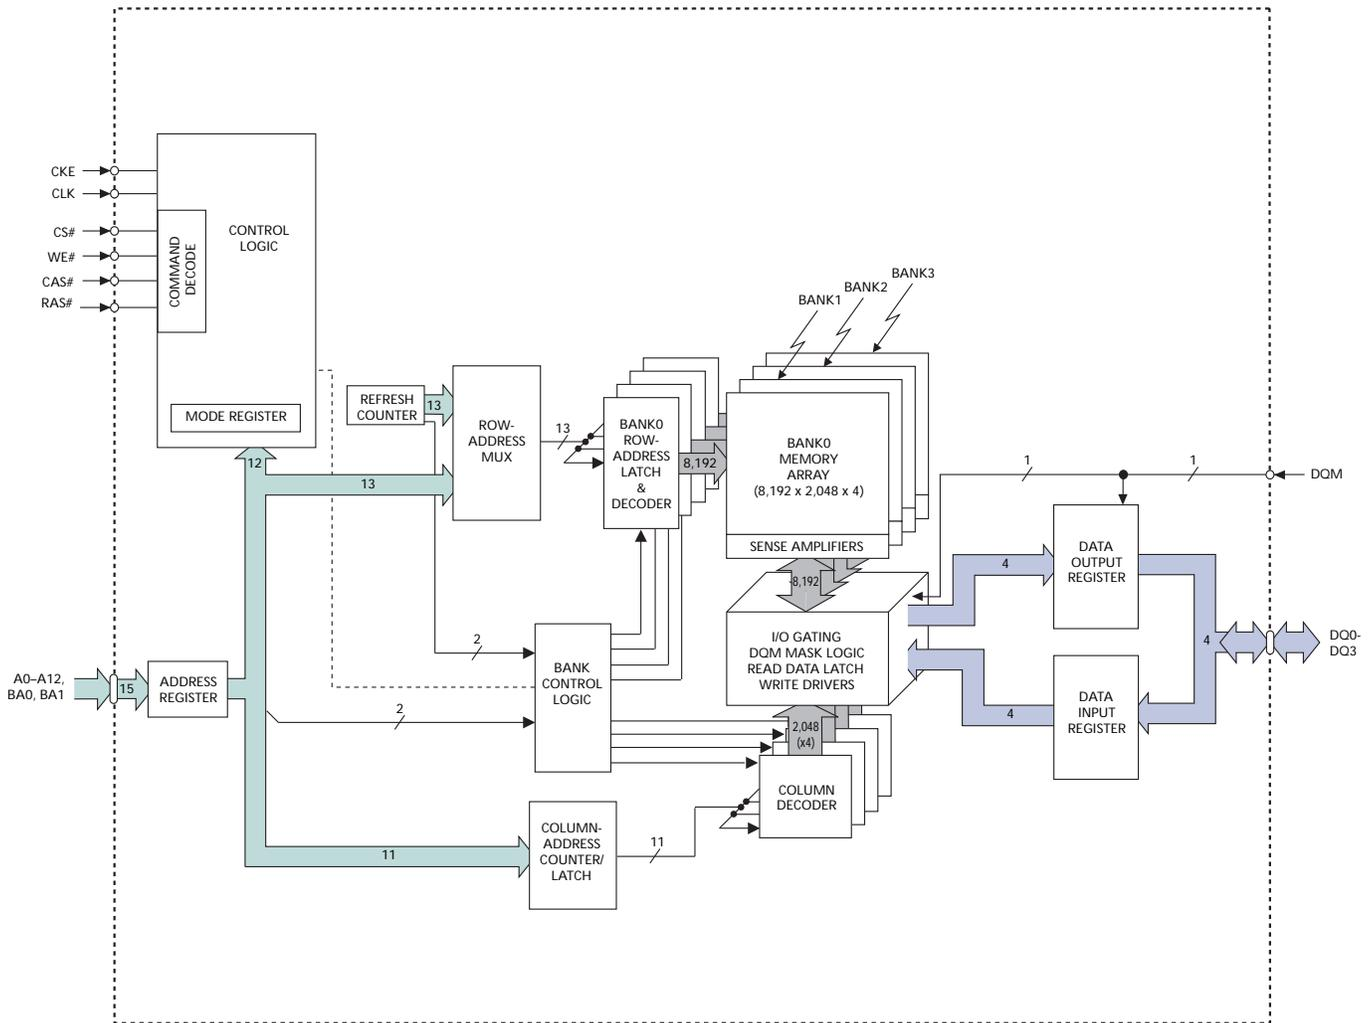 CKE
CLK
CS#
WE#
CAS#
RAS#
COMMAND
DECODE
CONTROL
LOGIC
MODE REGISTER
12
REFRESH
COUNTER
13
13
ROW-
ADDRESS
MUX
13
BANK0
ROW-
ADDRESS
LATCH
&
DECODER
8,192
BANK1
BANK2
BANK3
BANK0
MEMORY
ARRAY
(8,192 x 2,048 x 4)
SENSE AMPLIFIERS
8,192
I/O GATING
DQM MASK LOGIC
READ DATA LATCH
WRITE DRIVERS
2,048
(x4)
COLUMN
DECODER
1
1
DQM
DATA
OUTPUT
REGISTER
4
4
DQ0-
DQ3
DATA
INPUT
REGISTER
4
A0–A12,
BA0, BA1
15
ADDRESS
REGISTER
2
2
BANK
CONTROL
LOGIC
11
COLUMN-
ADDRESS
COUNTER/
LATCH
11